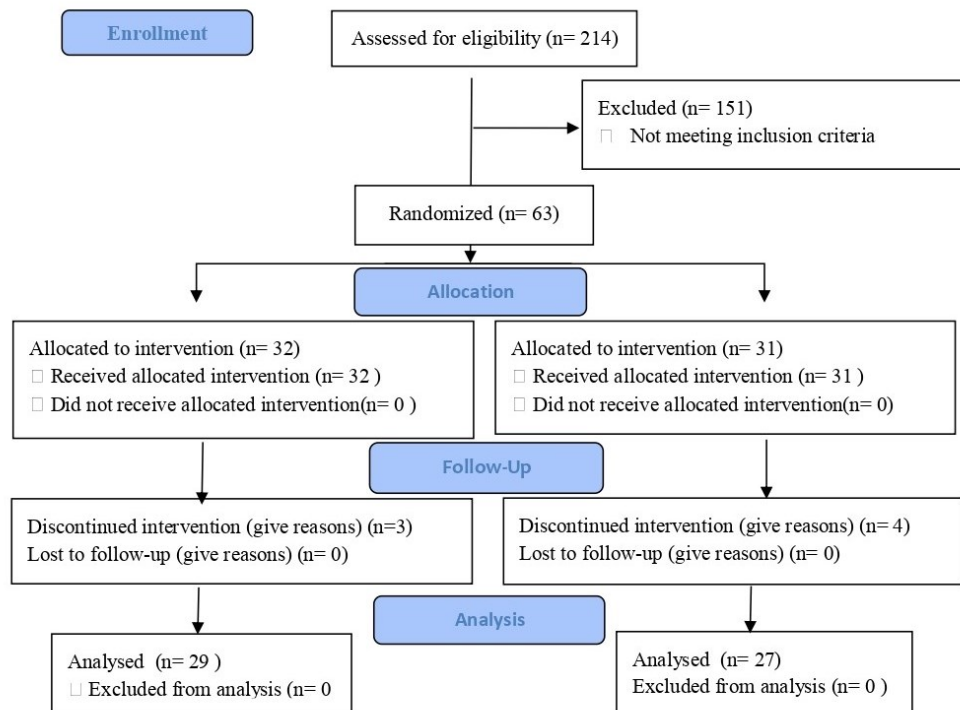 Enrollment
Assessed for eligibility (n= 214)
Excluded (n= 151)
Not meeting inclusion criteria
Randomized (n= 63)
Allocation
Allocated to intervention (n= 32)
Received allocated intervention (n= 32 )
Did not receive allocated intervention(n= 0 )
Allocated to intervention (n= 31)
Received allocated intervention (n= 31 )
Did not receive allocated intervention(n= 0)
Follow-Up
Discontinued intervention (give reasons) (n=3)
Lost to follow-up (give reasons) (n= 0)
Discontinued intervention (give reasons) (n= 4)
Lost to follow-up (give reasons) (n= 0)
Analysis
Analysed (n= 29 )
Excluded from analysis (n= 0
Analysed (n= 27)
Excluded from analysis (n= 0 )